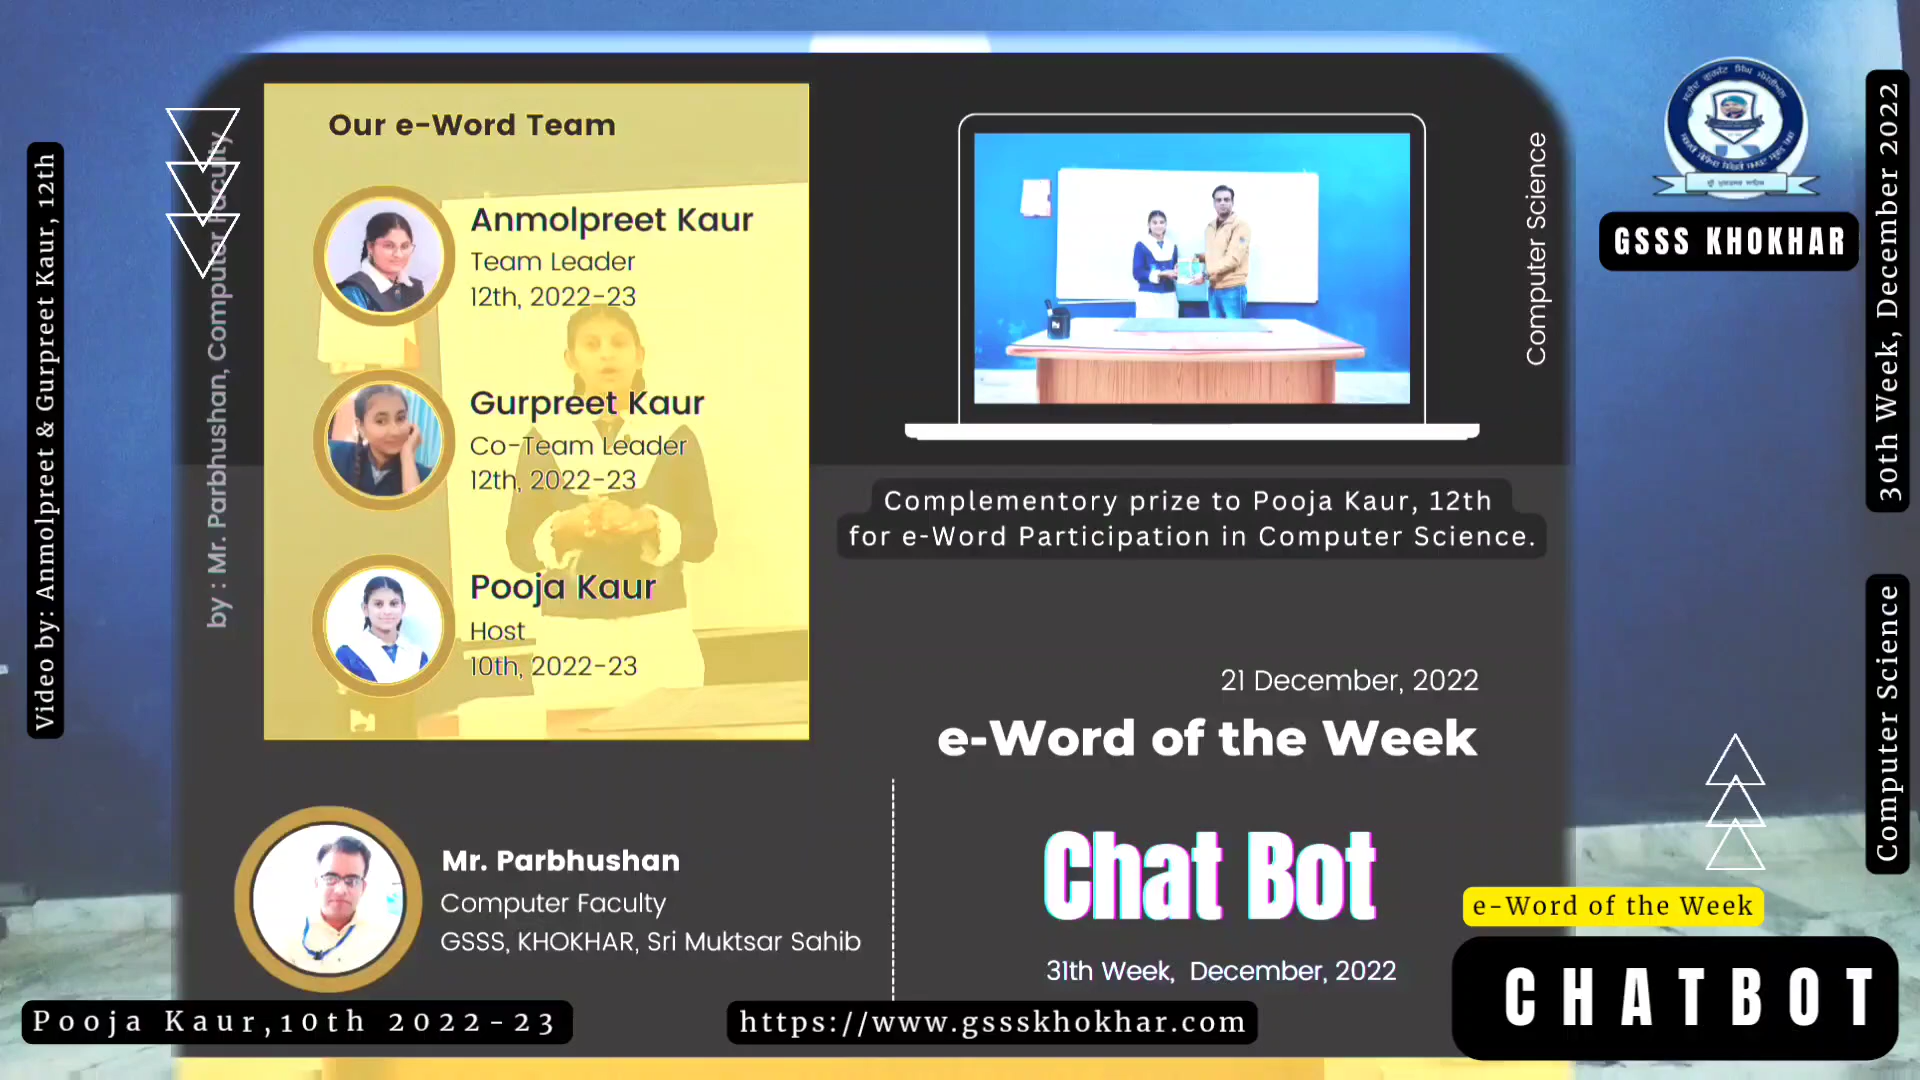 Our e-Word Team
Anmolpreet Kaur
Team Leader
12th, 2022-23
Gurpreet Kaur
Co-Team Leader
12th, 2022-23
Pooja Kaur
Host
10th, 2022-23
Mr. Parbhushan
Computer Faculty
GSSS, KHOKHAR, Sri Muktsar Sahib
Video by: Anmolpreet & Gurpreet Kaur, 12th
by : Mr. Parbhushan, Computer Faculty
Computer Science
Complementory prize to Pooja Kaur, 12th
for e-Word Participation in Computer Science.
21 December, 2022
e-Word of the Week
Chat Bot
31th Week, December, 2022
GSSS KHOKHAR
30th Week, December 2022
Computer Science
e-Word of the Week
CHATBOT
Pooja Kaur,10th 2022-23
https://www.gssskhokhar.com